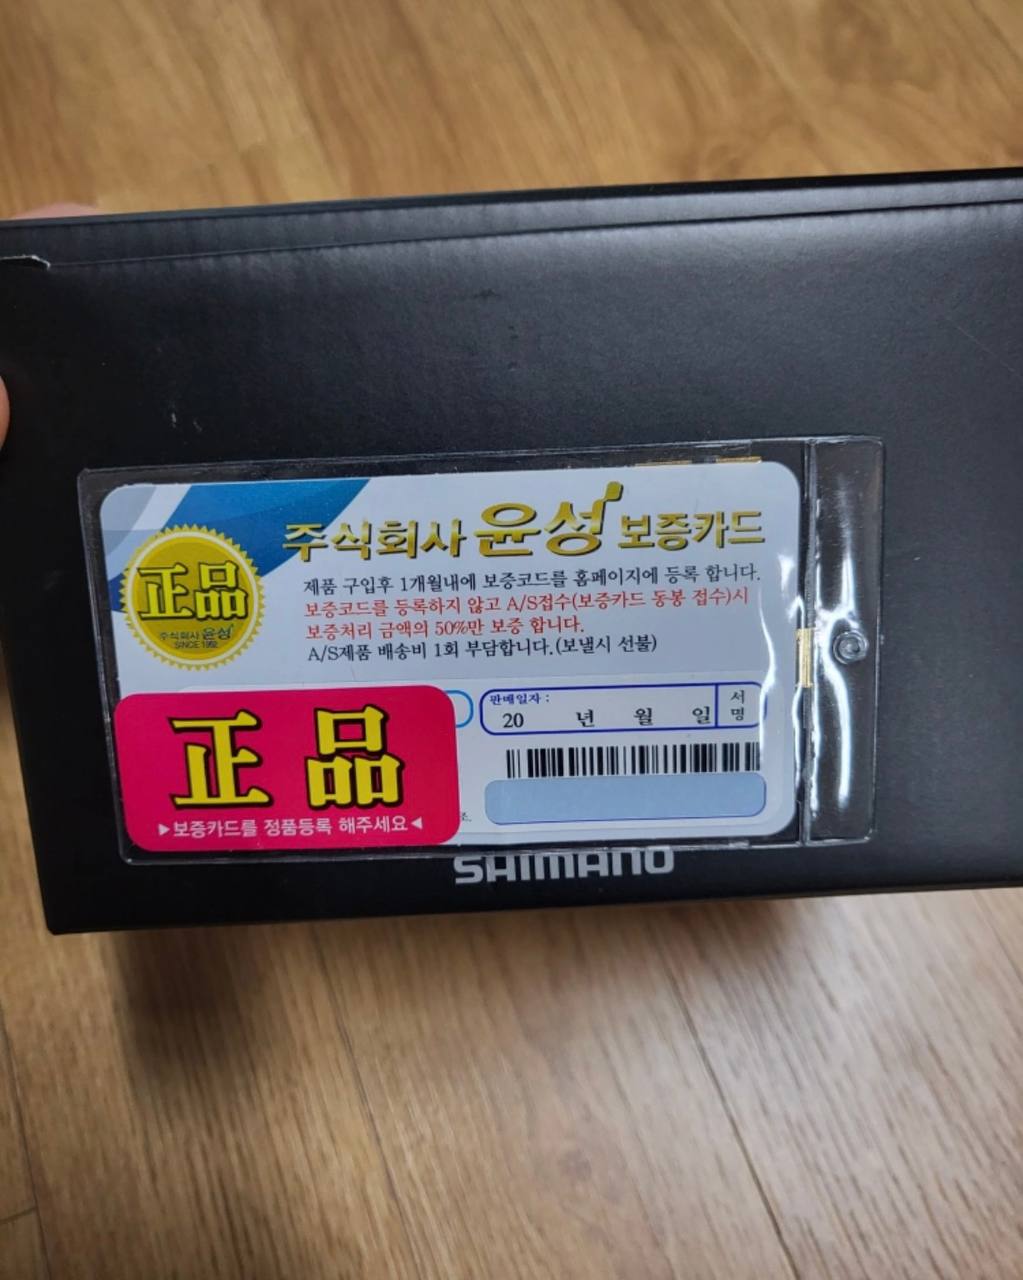 주식회사 윤성 보증카드
제품 구입후 1개월내에 보증코드를 홈페이지에 등록 합니다.
보증코드를 등록하지 않고 A/S접수(보증카드 동봉 접수)시
보증처리 금액의 50%만 보증 합니다.
A/S제품 배송비 1회 부담합니다.(보낼시 선불)
正品
주식회사 윤성
SINCE 1992
판매일자 :
20 년 월 일
서명
正品
▶보증카드를 정품등록 해주세요◀
조.
SHIMANO